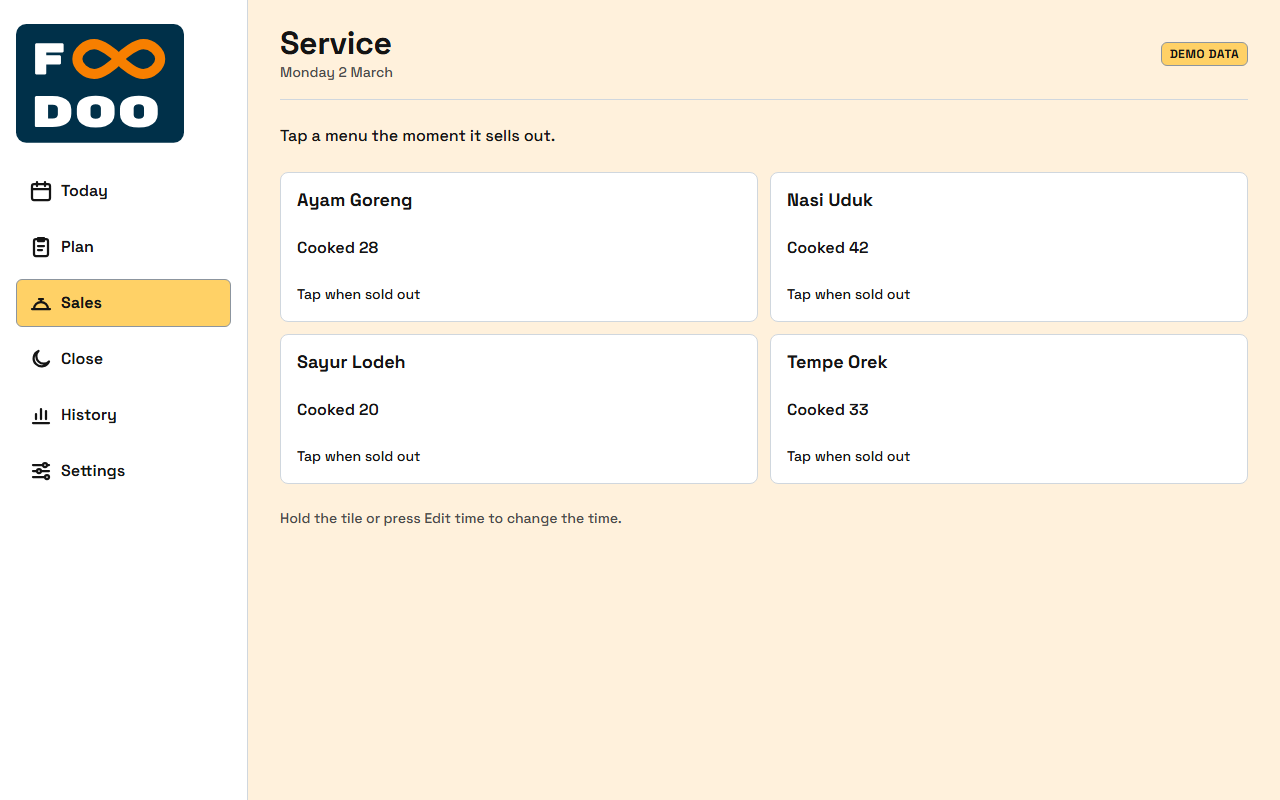 F∞
DOO
Today
Plan
Sales
Close
History
Settings
Service
Monday 2 March
DEMO DATA
Tap a menu the moment it sells out.
Ayam Goreng
Cooked 28
Tap when sold out
Nasi Uduk
Cooked 42
Tap when sold out
Sayur Lodeh
Cooked 20
Tap when sold out
Tempe Orek
Cooked 33
Tap when sold out
Hold the tile or press Edit time to change the time.